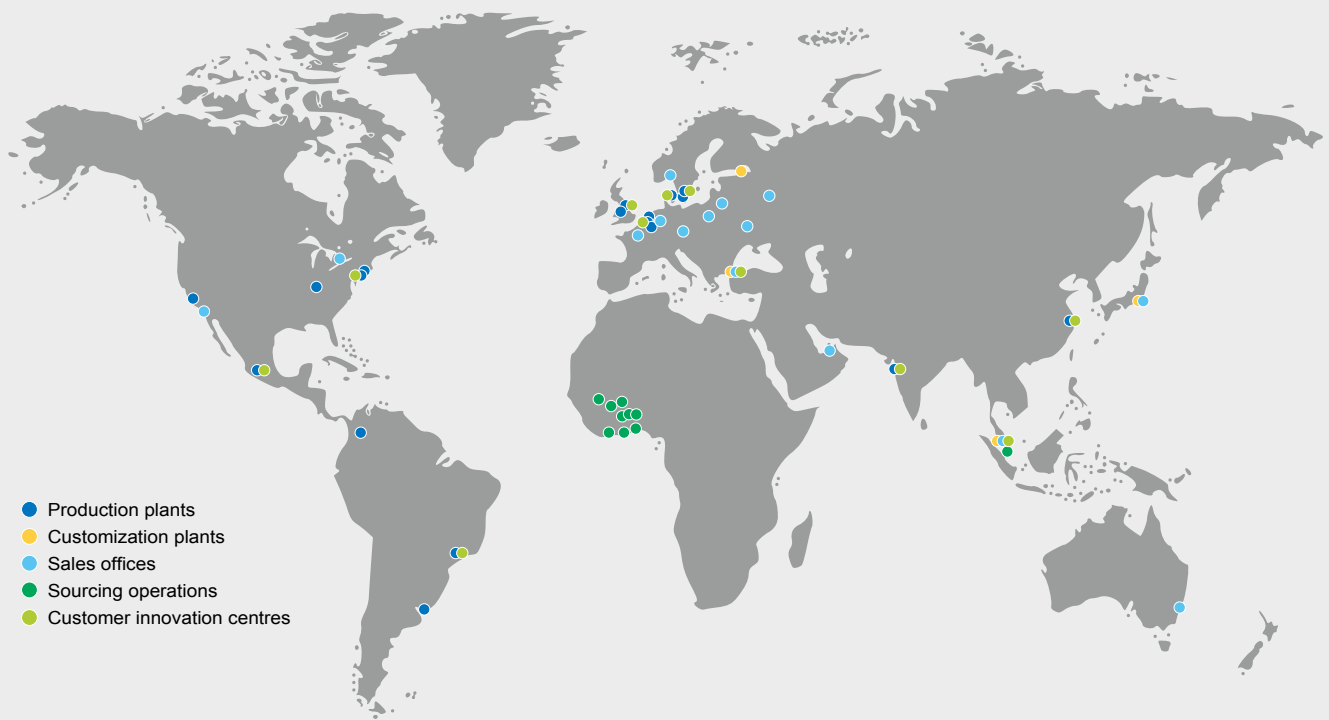 Production plants
Customization plants
Sales offices
Sourcing operations
Customer innovation centres